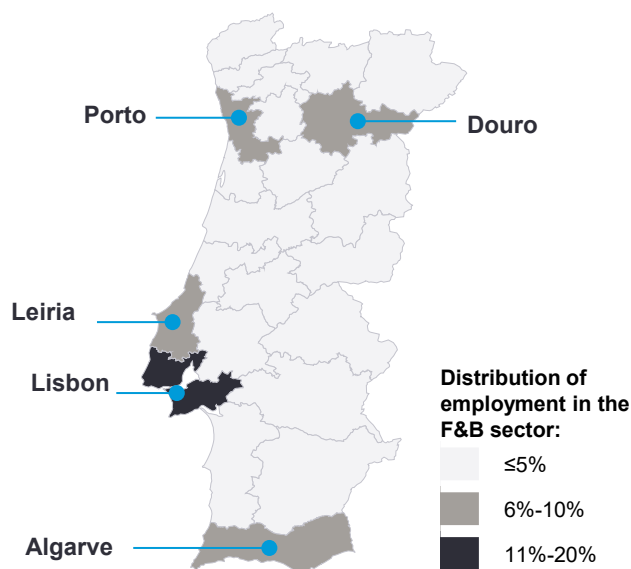 Porto
Douro
Leiria
Lisbon
Algarve
Distribution of
employment in the
F&B sector:
≤5%
6%-10%
11%-20%